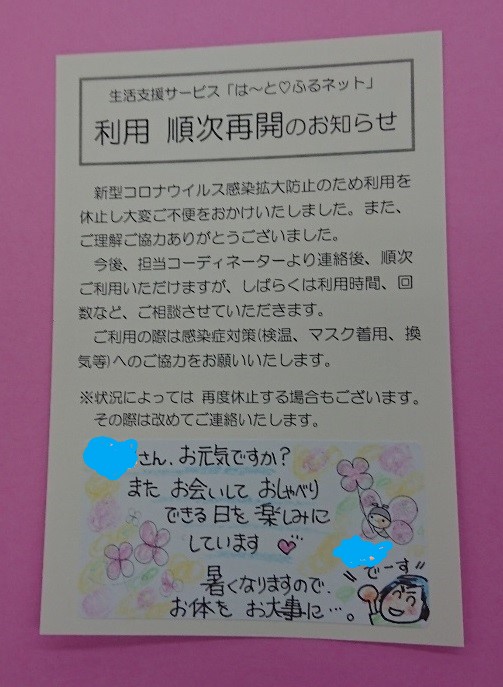 生活支援サービス「は～と♡ふるネット」
利用 順次再開のお知らせ
新型コロナウイルス感染拡大防止のため利用を
休止し大変ご不便をおかけいたしました。また、
ご理解ご協力ありがとうございました。
今後、担当コーディネーターより連絡後、順次
ご利用いただけますが、しばらくは利用時間、回
数など、ご相談させていただきます。
ご利用の際は感染症対策(検温、マスク着用、換
気等)へのご協力をお願いいたします。
※状況によっては 再度休止する場合もございます。
その際は改めてご連絡いたします。
さん、お元気ですか?
また お会いして おしゃべり
できる日を楽しみに
しています
でーす
暑くなりますので、
お体を お大事に…。